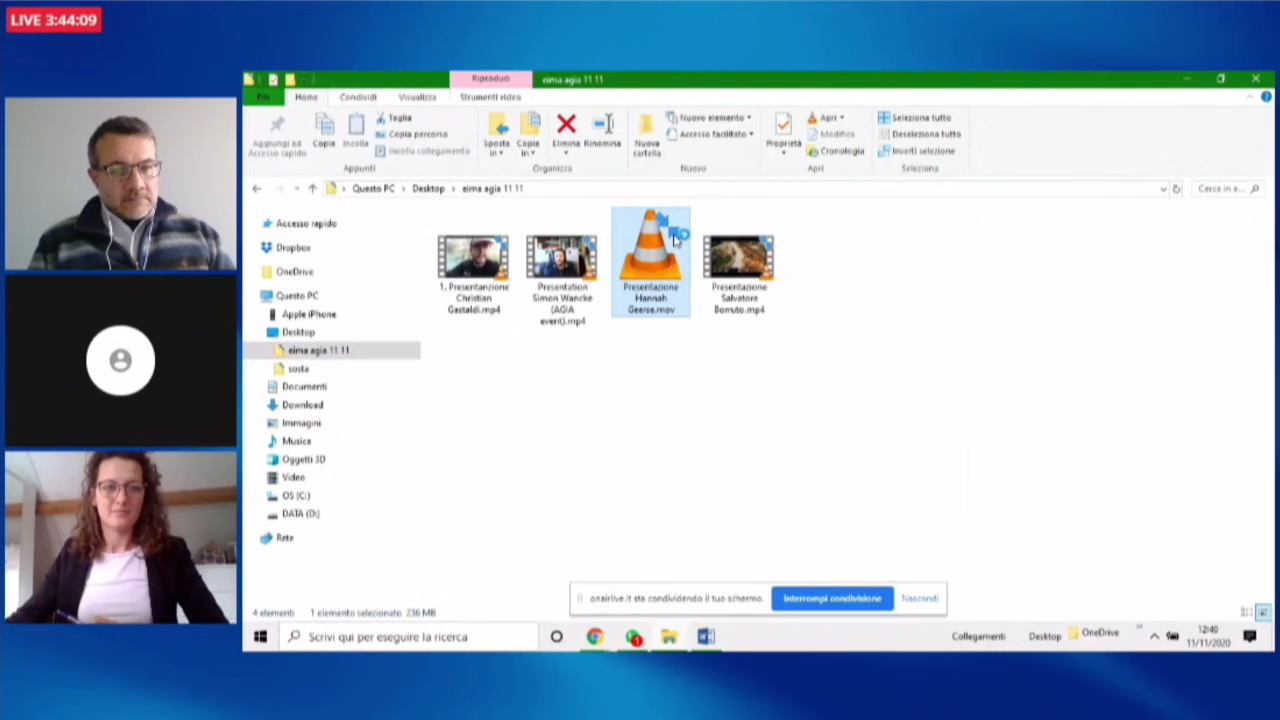 LIVE 3:44:09
Riproduci
eima agia 11 11
File
Home
Condividi
Visualizza
Strumenti video
Aggiungi ad
Accesso rapido
Copia
Incolla
Taglia
Copia percorso
Incolla collegamento
Appunti
Sposta
in
Copia
in
Elimina
Rinomina
Organizza
Nuova
cartella
Nuovo elemento
Accesso facilitato
Nuovo
Proprietà
Apri
Modifica
Cronologia
Apri
Seleziona tutto
Deseleziona tutto
Inverti selezione
Seleziona
Questo PC > Desktop > eima agia 11 11
Cerca in e...
Accesso rapido
Dropbox
OneDrive
Questo PC
Apple iPhone
Desktop
eima agia 11 11
sosta
Documenti
Download
Immagini
Musica
Oggetti 3D
Video
OS (C:)
DATA (D:)
Rete
1. Presentanzione
Christian
Gastaldi.mp4
Presentation
Simon Wancke
(AGIA
event).mp4
Presentazione
Hannah
Geerse.mov
Presentazione
Salvatore
Borruto.mp4
onairlive.it sta condividendo il tuo schermo.
Interrompi condivisione
Nascondi
4 elementi
1 elemento selezionato 236 MB
Scrivi qui per eseguire la ricerca
1
Collegamenti
Desktop
OneDrive
12:40
11/11/2020